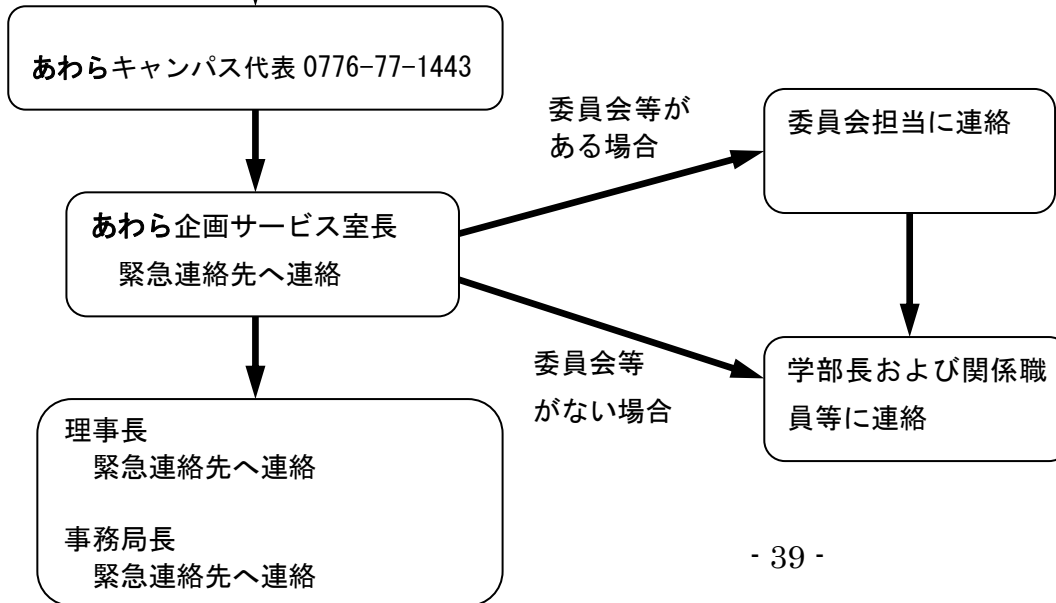 あわらキャンパス代表 0776-77-1443
委員会等が
ある場合
委員会担当に連絡
あわら企画サービス室長
緊急連絡先へ連絡
委員会等
がない場合
学部長および関係職
員等に連絡
理事長
緊急連絡先へ連絡
事務局長
緊急連絡先へ連絡
- 39 -